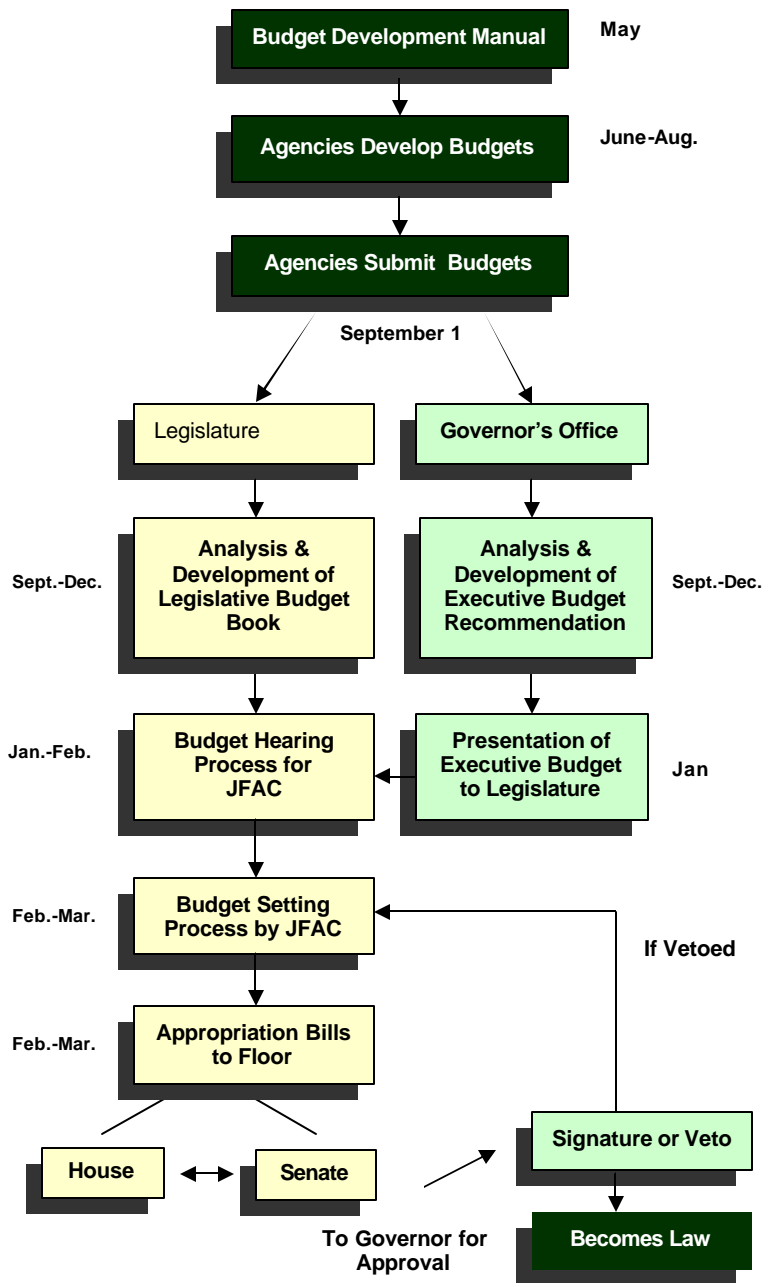 Budget Development Manual
May
Agencies Develop Budgets
June-Aug.
Agencies Submit Budgets
September 1
Legislature
Governor's Office
Sept.-Dec.
Analysis &
Development of
Legislative Budget
Book
Analysis &
Development of
Executive Budget
Recommendation
Sept.-Dec.
Jan.-Feb.
Budget Hearing
Process for
JFAC
Presentation of
Executive Budget
to Legislature
Jan
Feb.-Mar.
Budget Setting
Process by JFAC
If Vetoed
Feb.-Mar.
Appropriation Bills
to Floor
House
Senate
To Governor for
Approval
Signature or Veto
Becomes Law